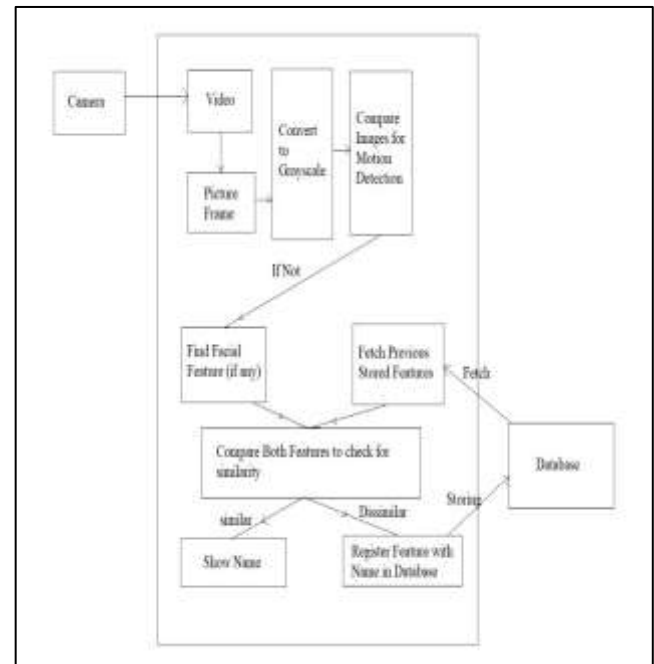 Camera
Video
Convert
to
Grayscale
Compare
Images for
Motion
Detection
Picture
Frame
If Not
Find Facial
Feature (if any)
Fetch Previous
Stored Features
Fetch
Compare Both Features to check for
similarity
Database
similar
Dissimilar
Storing
Show Name
Register Feature with
Name in Database